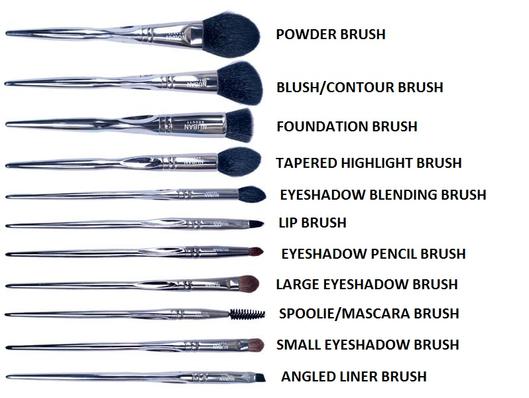 POWDER BRUSH
BLUSH/CONTOUR BRUSH
FOUNDATION BRUSH
TAPERED HIGHLIGHT BRUSH
EYESHADOW BLENDING BRUSH
LIP BRUSH
EYESHADOW PENCIL BRUSH
LARGE EYESHADOW BRUSH
SPOOLIE/MASCARA BRUSH
SMALL EYESHADOW BRUSH
ANGLED LINER BRUSH